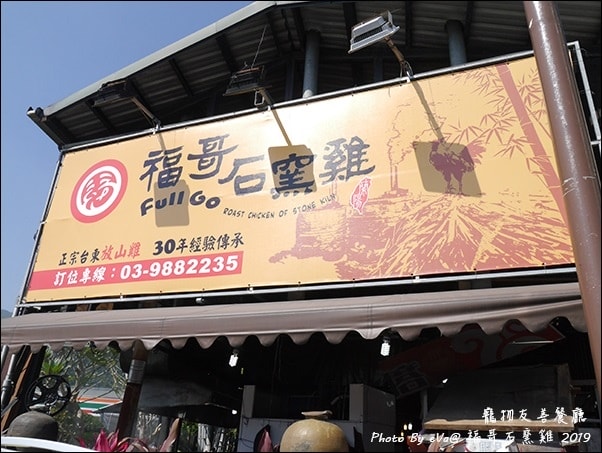 福哥石窯雞
Full Go
ROAST CHICKEN OF STONE KILN
正宗台東放山雞 30年經驗傳承
訂位專線：03-9882235
寵物友善餐廳
Photo By eVa@ 福哥石窯雞 2019